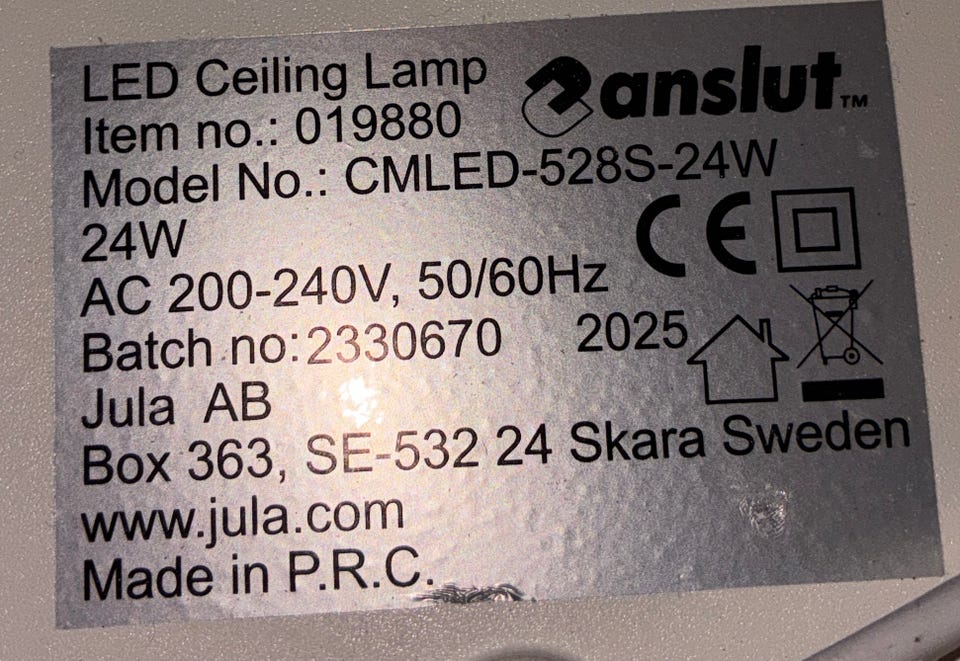 LED Ceiling Lamp
anslut™
Item no.: 019880
Model No.: CMLED-528S-24W
24W
CE
AC 200-240V, 50/60Hz
Batch no:2330670 2025
Jula AB
Box 363, SE-532 24 Skara Sweden
www.jula.com
Made in P.R.C.